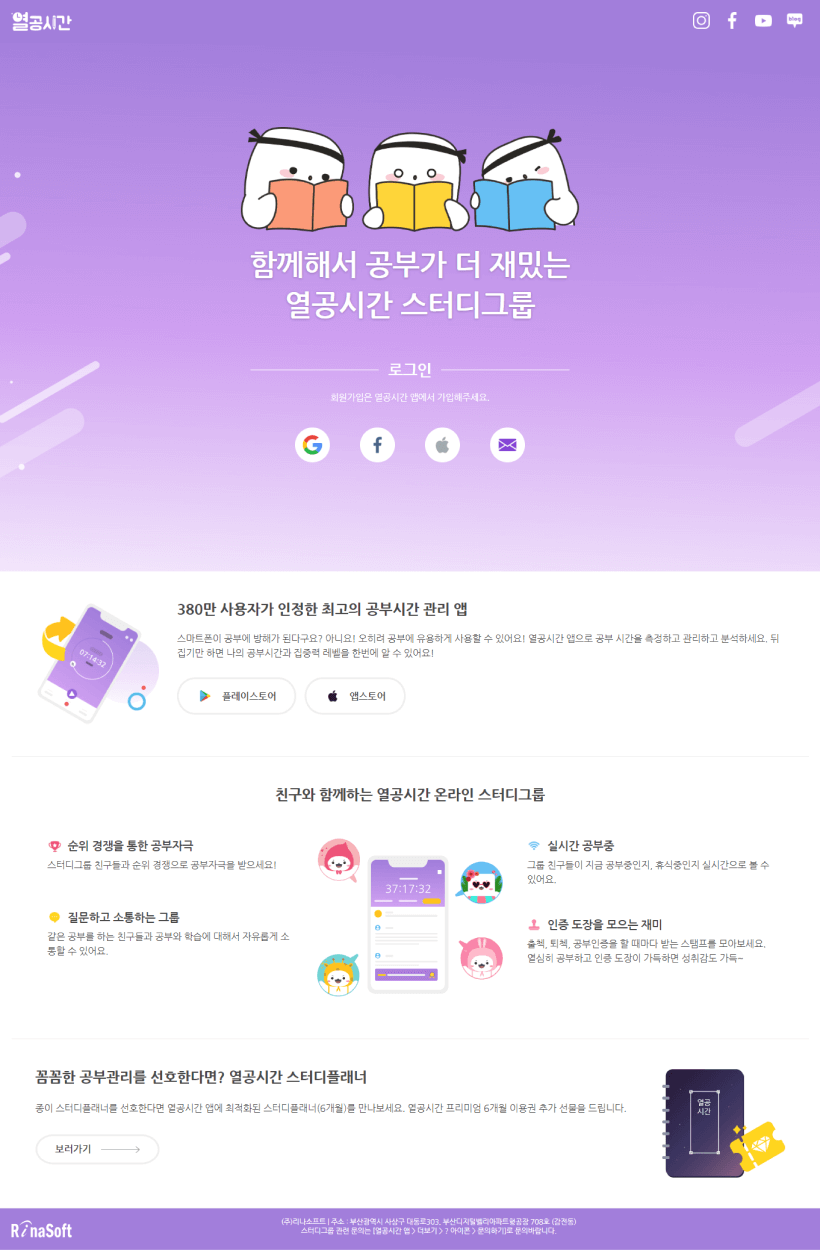 열공시간
blog
함께해서 공부가 더 재밌는
열공시간 스터디그룹
로그인
회원가입은 열공시간 앱에서 가입해주세요.
380만 사용자가 인정한 최고의 공부시간 관리 앱
스마트폰이 공부에 방해가 된다구요? 아니요! 오히려 공부에 유용하게 사용할 수 있어요! 열공시간 앱으로 공부 시간을 측정하고 관리하고 분석하세요. 뒤
집기만 하면 나의 공부시간과 집중력 레벨을 한번에 알 수 있어요!
07:14:32
플레이스토어
앱스토어
친구와 함께하는 열공시간 온라인 스터디그룹
순위 경쟁을 통한 공부자극
스터디그룹 친구들과 순위 경쟁으로 공부자극을 받으세요!
질문하고 소통하는 그룹
같은 공부를 하는 친구들과 공부와 학습에 대해서 자유롭게 소
통할 수 있어요.
37:17:32
실시간 공부중
그룹 친구들이 지금 공부중인지, 휴식중인지 실시간으로 볼 수
있어요.
인증 도장을 모으는 재미
출첵, 퇴첵, 공부인증을 할 때마다 받는 스탬프를 모아보세요.
열심히 공부하고 인증 도장이 가득하면 성취감도 가득~
꼼꼼한 공부관리를 선호한다면? 열공시간 스터디플래너
종이 스터디플래너를 선호한다면 열공시간 앱에 최적화된 스터디플래너(6개월)를 만나보세요. 열공시간 프리미엄 6개월 이용권 추가 선물을 드립니다.
보러가기
열공
시간
RinaSoft
(주)리나소프트 | 주소 : 부산광역시 사상구 대동로303, 부산디지털밸리아파트형공장 708호 (감전동)
스터디그룹 관련 문의는 [열공시간 앱 > 더보기 > ? 아이콘 > 문의하기]로 문의바랍니다.